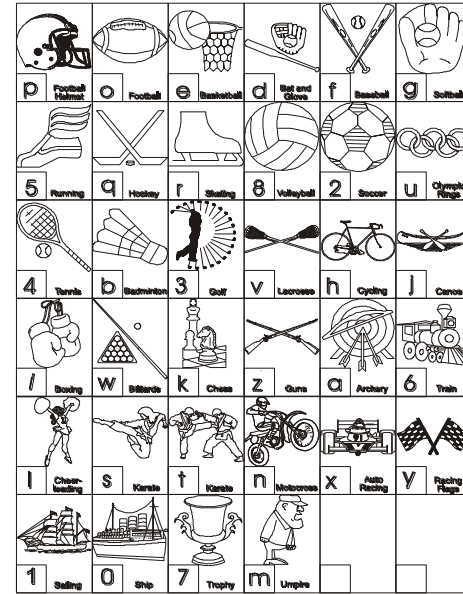 p Football Helmet
o Football
e Basketball
d Bat and Glove
f Baseball
g Softball
5 Running
q Hockey
r Skating
8 Volleyball
2 Soccer
u Olympic Rings
4 Tennis
b Badminton
3 Golf
v Lacrosse
h Cycling
j Canoe
i Boxing
w Billiards
k Chess
z Guns
a Archery
6 Train
l Cheer-leading
s Karate
t Karate
n Motocross
x Auto Racing
y Racing Flags
1 Sailing
0 Ship
7 Trophy
m Umpire